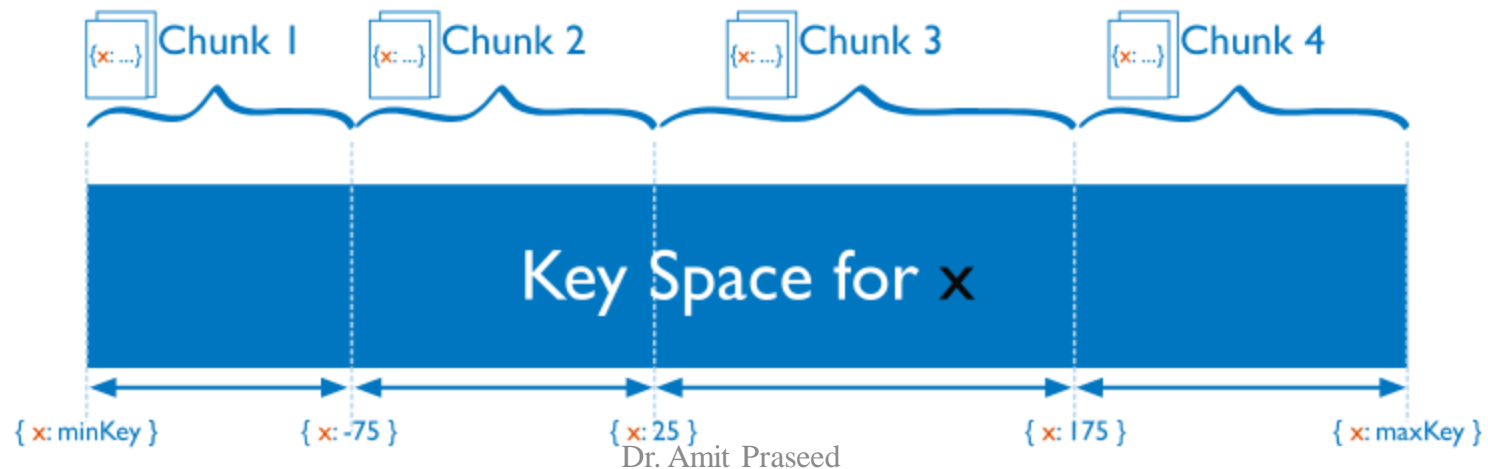 {x: ...} Chunk 1 {x: ...} Chunk 2 {x: ...} Chunk 3 {x: ...} Chunk 4
Key Space for x
{ x: minKey } { x: -75 } { x: 25 } { x: 175 } { x: maxKey }
Dr. Amit Praseed